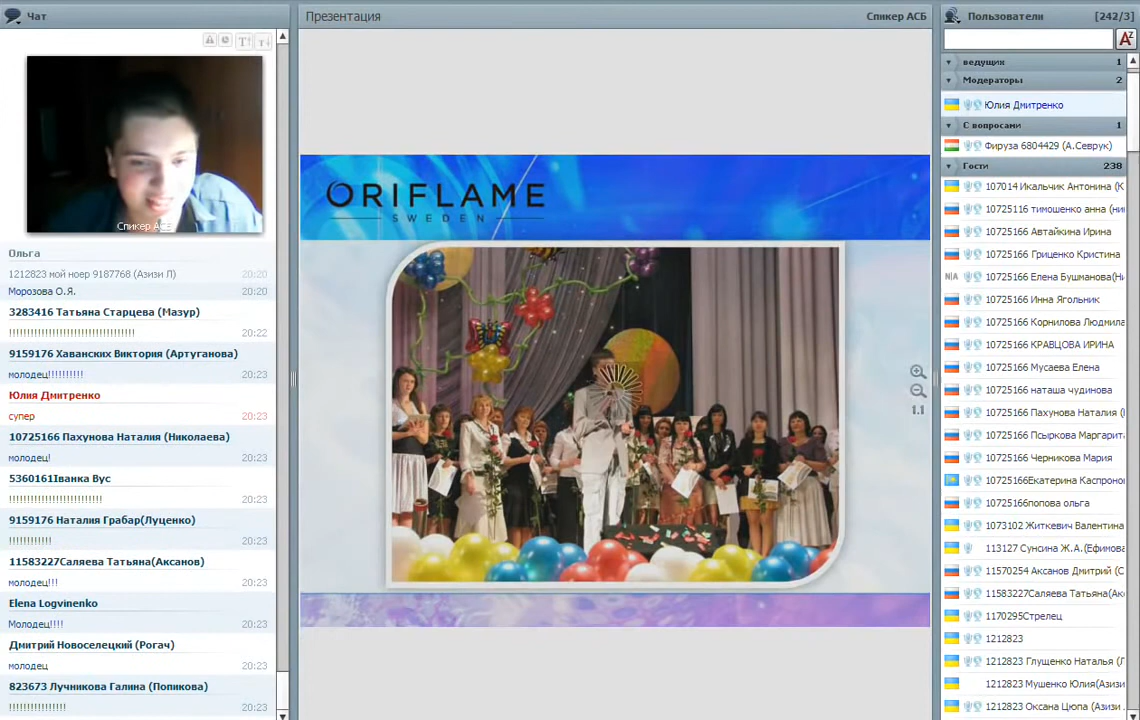 Чат
Спикер АСБ
Ольга
1212823 мой ноер 9187768 (Азизи Л) 20:20
Морозова О.Я. 20:20
3283416 Татьяна Старцева (Мазур)
!!!!!!!!!!!!!!!!!!!!!!!!!!!!!!!!!! 20:22
9159176 Хаванских Виктория (Артуганова)
молодец!!!!!!!!!! 20:23
Юлия Дмитренко
супер 20:23
10725166 Пахунова Наталия (Николаева)
молодец! 20:23
5360161Іванка Вус
!!!!!!!!!!!!!!!!!!!!!!!!!! 20:23
9159176 Наталия Грабар(Луценко)
!!!!!!!!!!!! 20:23
11583227Саляева Татьяна(Аксанов)
молодец!!! 20:23
Elena Logvinenko
Молодец!!!! 20:23
Дмитрий Новоселецкий (Рогач)
молодец 20:23
823673 Лучникова Галина (Попикова)
!!!!!!!!!!!!!!!! 20:23
Презентация Спикер АСБ
ORIFLAME
SWEDEN
1:1
Пользователи [242/3]
ведущих 1
Модераторы 2
Юлия Дмитренко
С вопросами 1
Фируза 6804429 (А.Севрук)
Гости 238
107014 Икальчик Антонина (К
10725116 тимошенко анна (ни
10725166 Автайкина Ирина
10725166 Гриценко Кристина
N/A 10725166 Елена Бушманова(Ни
10725166 Инна Ягольник
10725166 Корнилова Людмила
10725166 КРАВЦОВА ИРИНА
10725166 Мусаева Елена
10725166 наташа чудинова
10725166 Пахунова Наталия (
10725166 Псыркова Маргарит
10725166 Черникова Мария
10725166Екатерина Каспроно
10725166попова ольга
1073102 Житкевич Валентина
113127 Сунсина Ж.А.(Ефимова
11570254 Аксанов Дмитрий (С
11583227Саляева Татьяна(Ак
1170295Стрелец
1212823
1212823 Глущенко Наталья (Л
1212823 Мушенко Юлия(Азизи
1212823 Оксана Цюпа (Азизи